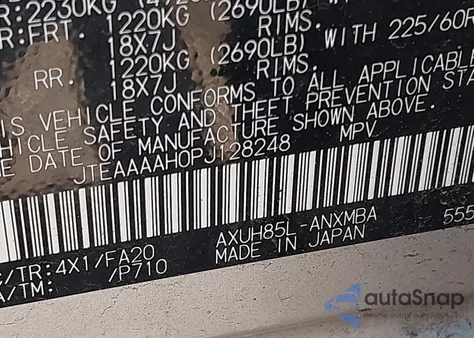 2230KG
R:FRT. 1220KG (2690LB) WITH 225/60R
18X7J RIMS.
RR. 1220KG (2690LB)
18X7J RIMS.
IS VEHICLE CONFORMS TO ALL APPLICABLE
VEHICLE SAFETY AND THEFT PREVENTION STA
E DATE OF MANUFACTURE SHOWN ABOVE.
JTEAAAAH0PJ128248 MPV
C/TR:4X1/FA20 AXUH85L-ANXMBA 555
A/TM: /P710 MADE IN JAPAN
autoSnap